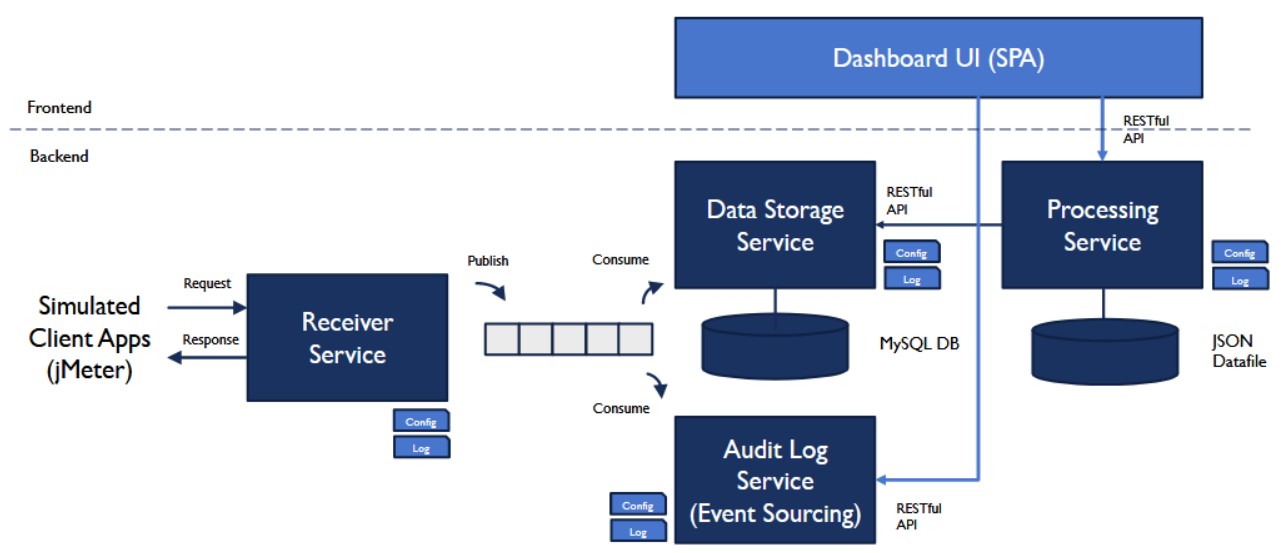 Dashboard UI (SPA)
Frontend
RESTful
API
Backend
Data Storage
Service
RESTful
API
Processing
Service
Config
Log
Config
Log
Publish
Consume
Request
Simulated
Client Apps
(jMeter)
Response
Receiver
Service
MySQL DB
JSON
Datafile
Consume
Config
Log
Audit Log
Service
(Event Sourcing)
Config
Log
RESTful
API